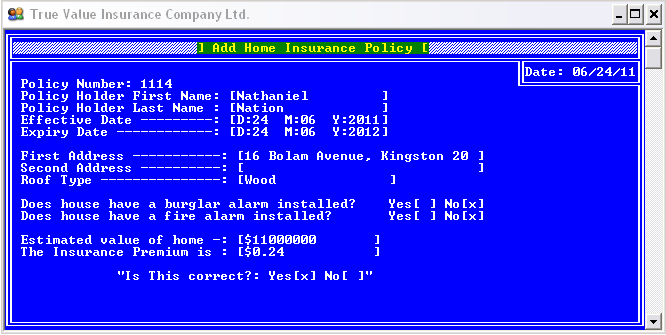 True Value Insurance Company Ltd.
] Add Home Insurance Policy [
Date: 06/24/11
Policy Number: 1114
Policy Holder First Name: [Nathaniel          ]
Policy Holder Last Name : [Nation             ]
Effective Date ---------: [D:24  M:06  Y:2011]
Expiry Date ------------: [D:24  M:06  Y:2012]
First Address -----------: [16 Bolam Avenue, Kingston 20 ]
Second Address ----------: [                             ]
Roof Type ---------------: [Wood              ]
Does house have a burglar alarm installed?    Yes[ ] No[x]
Does house have a fire alarm installed?       Yes[ ] No[x]
Estimated value of home -: [$11000000       ]
The Insurance Premium is : [$0.24           ]
"Is This correct?: Yes[x] No[ ]"